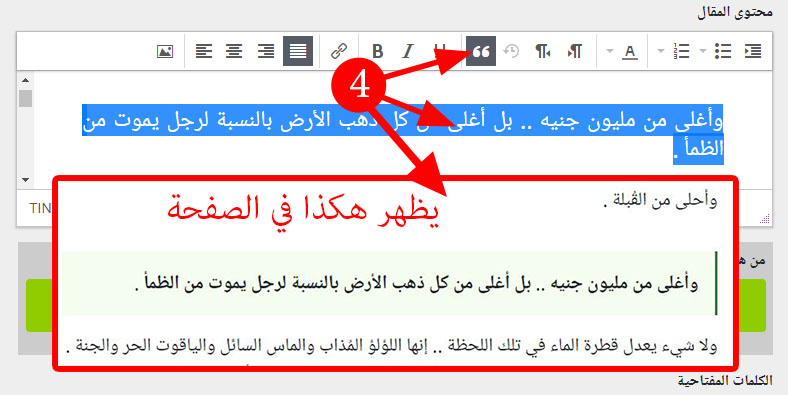 محتوى المقال
B I U A
4
وأغلى من مليون جنيه .. بل أغلى من كل ذهب الأرض بالنسبة لرجل يموت من
الظمأ .
TIN
يظهر هكذا في الصفحة
وأحلى من القُبلة .
وأغلى من مليون جنيه .. بل أغلى من كل ذهب الأرض بالنسبة لرجل يموت من الظمأ .
ولا شيء يعدل قطرة الماء في تلك اللحظة .. إنها اللؤلؤ المُذاب والماس السائل والياقوت الحر والجنة .
من
الكلمات المفتاحية